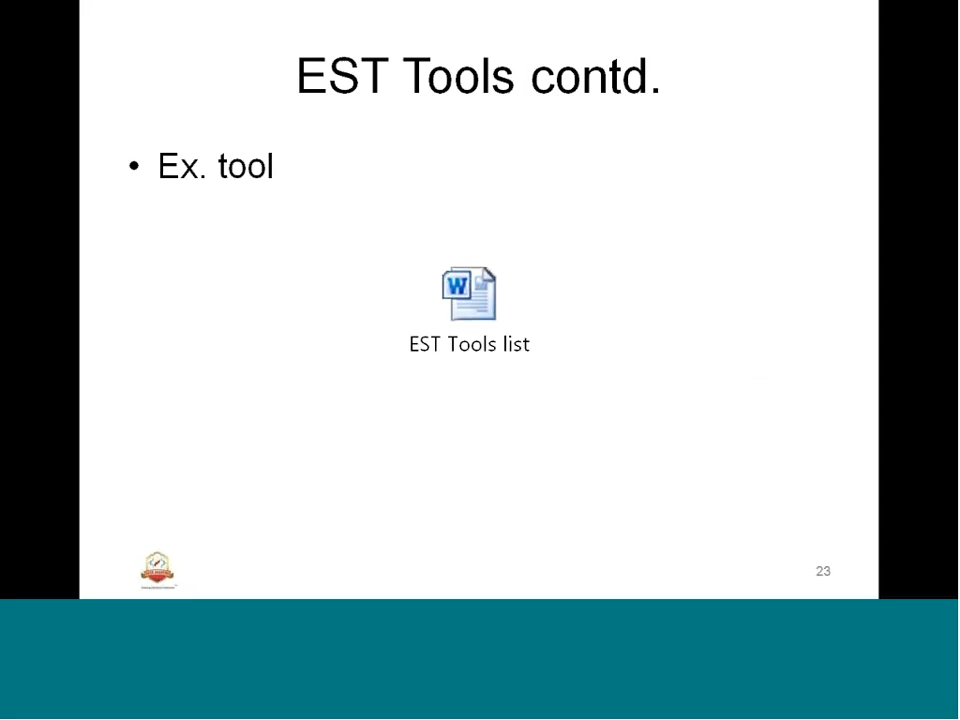 EST Tools contd.
• Ex. tool
W
EST Tools list
23